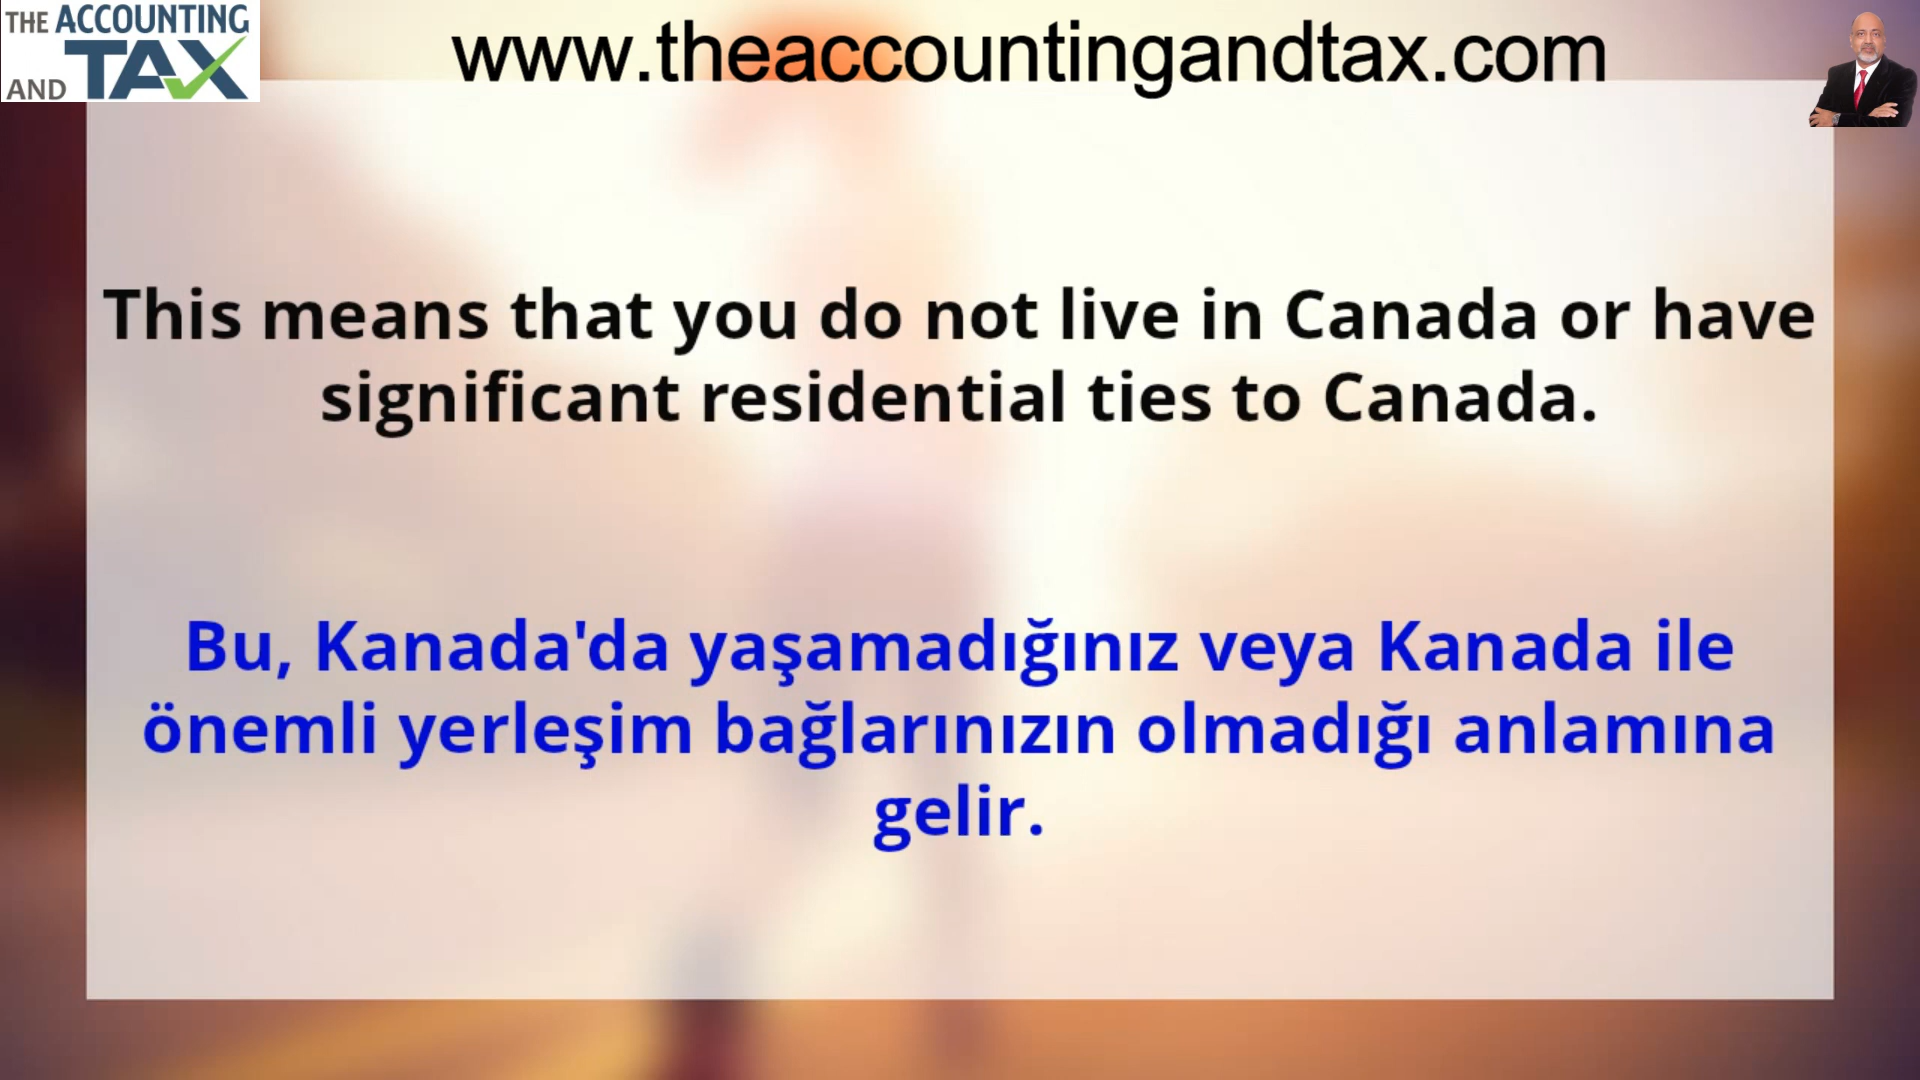 THE ACCOUNTING
AND TAX
www.theaccountingandtax.com
This means that you do not live in Canada or have
significant residential ties to Canada.
Bu, Kanada'da yaşamadığınız veya Kanada ile
önemli yerleşim bağlarınızın olmadığı anlamına
gelir.